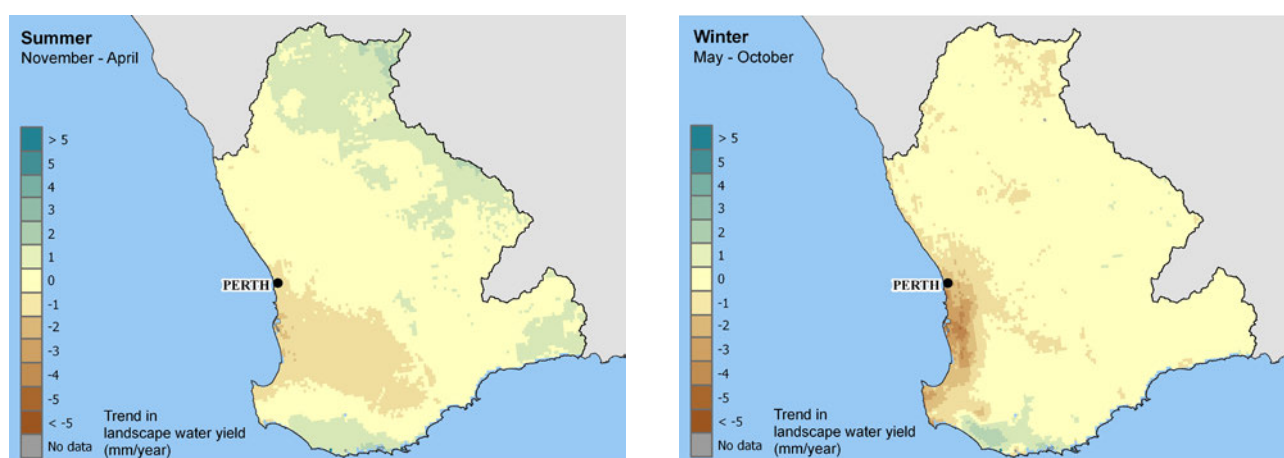 Summer
November - April
> 5
5
4
3
2
1
0
-1
-2
-3
-4
-5
< -5
No data
Trend in
landscape water yield
(mm/year)
PERTH
Winter
May - October
> 5
5
4
3
2
1
0
-1
-2
-3
-4
-5
< -5
No data
Trend in
landscape water yield
(mm/year)
PERTH